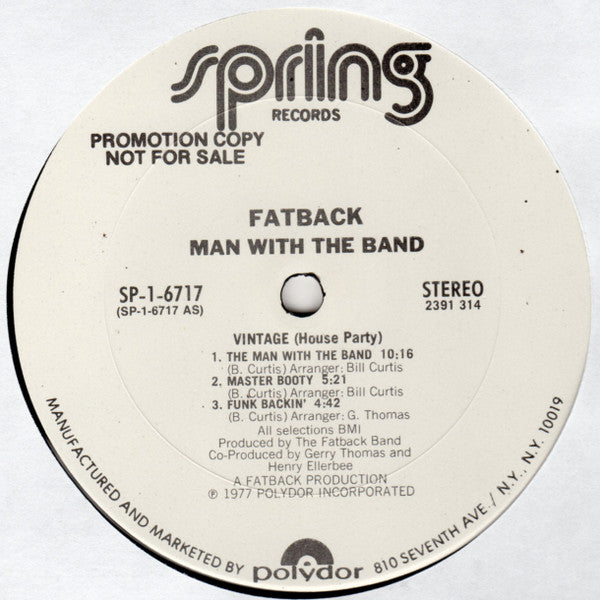 spring
RECORDS
PROMOTION COPY
NOT FOR SALE
FATBACK
MAN WITH THE BAND
SP-1-6717
(SP-1-6717 AS)
STEREO
2391 314
VINTAGE (House Party)
1. THE MAN WITH THE BAND 10:16
(B. Curtis) Arranger: Bill Curtis
2. MASTER BOOTY 5:21
(B. Curtis) Arranger: Bill Curtis
3. FUNK BACKIN' 4:42
(B. Curtis) Arranger: G. Thomas
All selections BMI
Produced by The Fatback Band
Co-Produced by Gerry Thomas and
Henry Ellerbee
A FATBACK PRODUCTION
℗ 1977 POLYDOR INCORPORATED
MANUFACTURED AND MARKETED BY polydor 810 SEVENTH AVE./ N.Y., N.Y. 10019